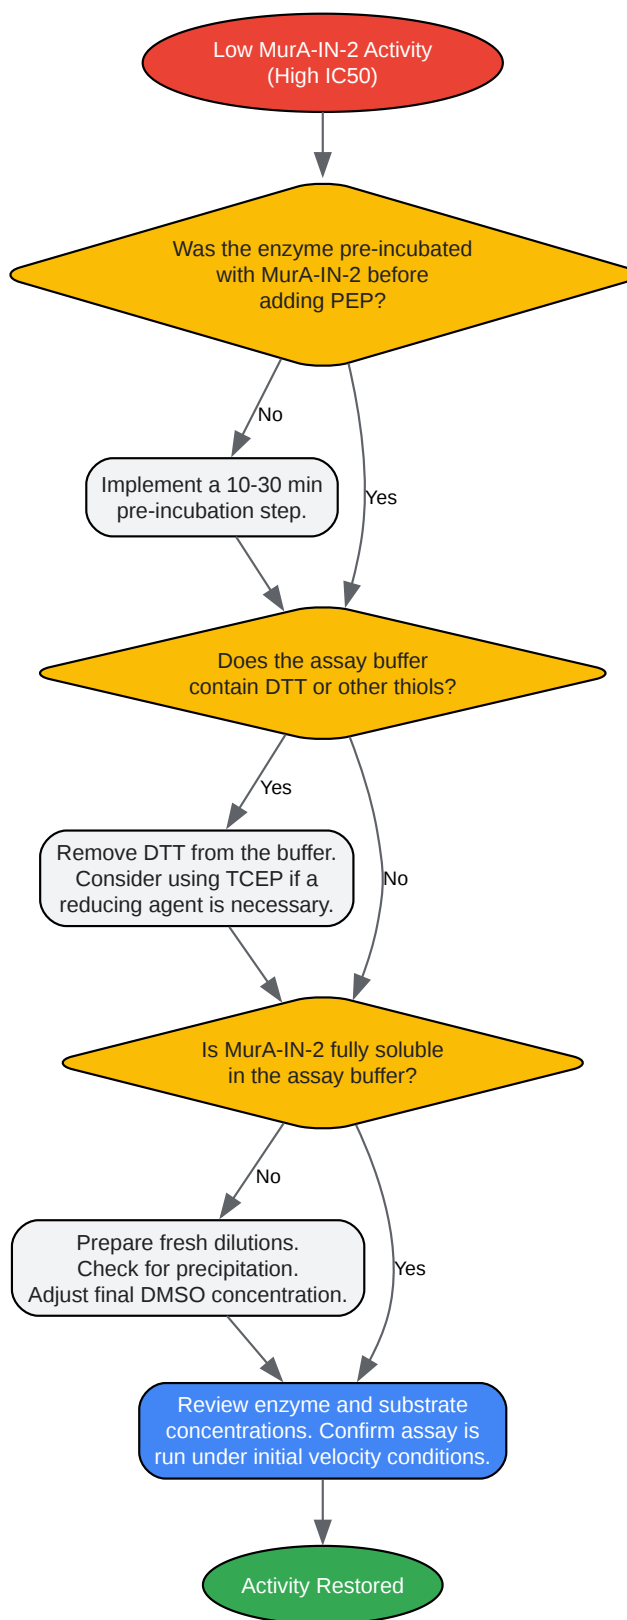 Low MurA-IN-2 Activity
(High IC50)
Was the enzyme pre-incubated
with MurA-IN-2 before
adding PEP?
No
Implement a 10-30 min
pre-incubation step.
Yes
Does the assay buffer
contain DTT or other thiols?
Yes
Remove DTT from the buffer.
Consider using TCEP if a
reducing agent is necessary.
No
Is MurA-IN-2 fully soluble
in the assay buffer?
No
Prepare fresh dilutions.
Check for precipitation.
Adjust final DMSO concentration.
Yes
Review enzyme and substrate
concentrations. Confirm assay is
run under initial velocity conditions.
Activity Restored